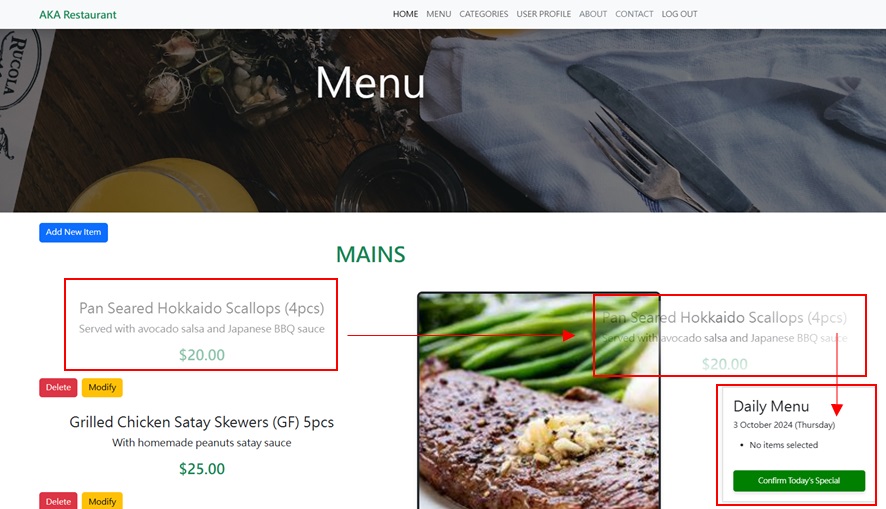 AKA Restaurant
HOME MENU CATEGORIES USER PROFILE ABOUT CONTACT LOG OUT
RUCOLA
Menu
Add New Item
MAINS
Pan Seared Hokkaido Scallops (4pcs)
Served with avocado salsa and Japanese BBQ sauce
$20.00
Delete Modify
Grilled Chicken Satay Skewers (GF) 5pcs
With homemade peanuts satay sauce
$25.00
Delete Modify
Pan Seared Hokkaido Scallops (4pcs)
Served with avocado salsa and Japanese BBQ sauce
$20.00
Daily Menu
3 October 2024 (Thursday)
• No items selected
Confirm Today's Special